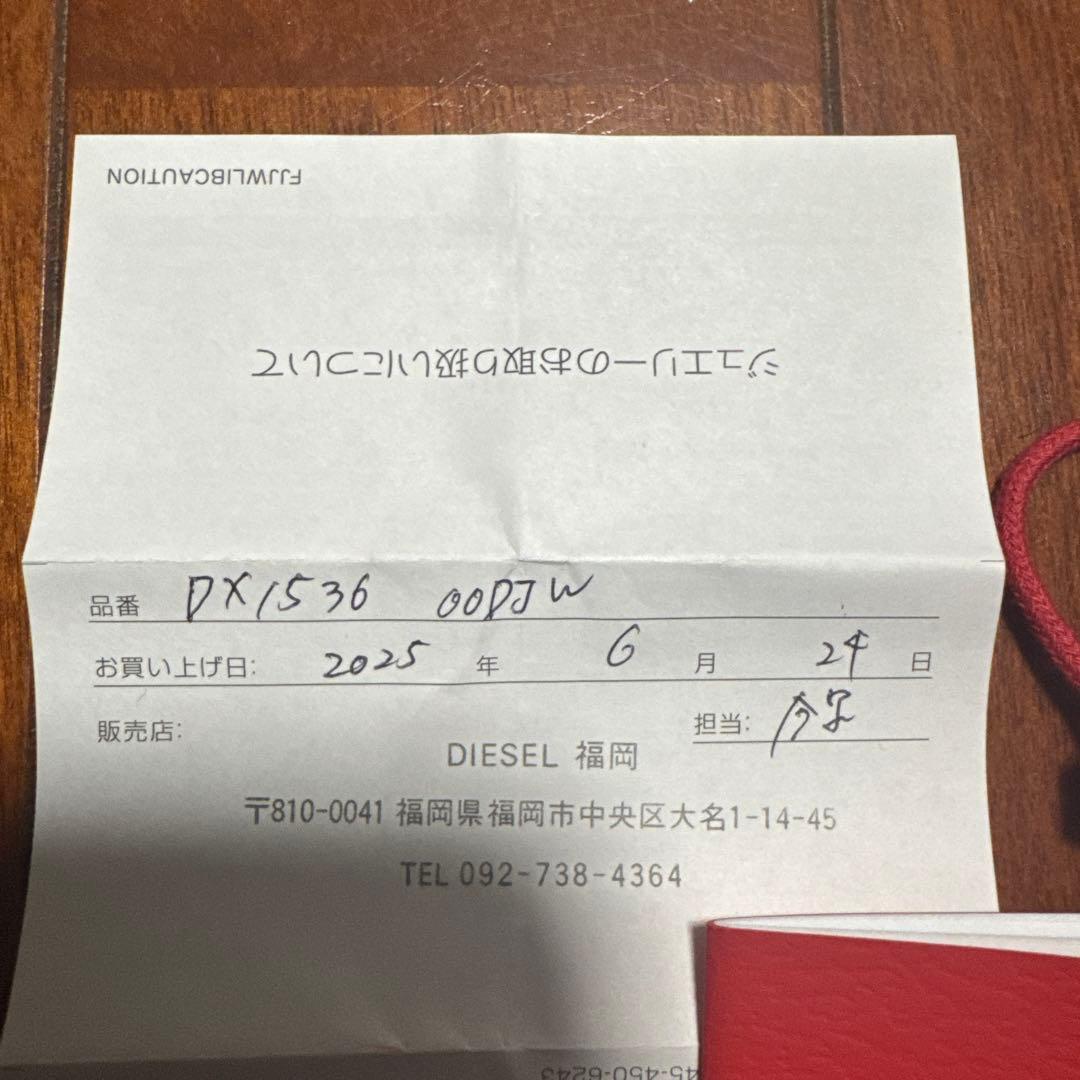 FJJWLIBCAUTION
ジュエリーのお取り扱いについて
品番 DX1536 00DJW
お買い上げ日: 2025 年 6 月 24 日
販売店: 担当:
DIESEL 福岡
〒810-0041 福岡県福岡市中央区大名1-14-45
TEL 092-738-4364
45-450-6243